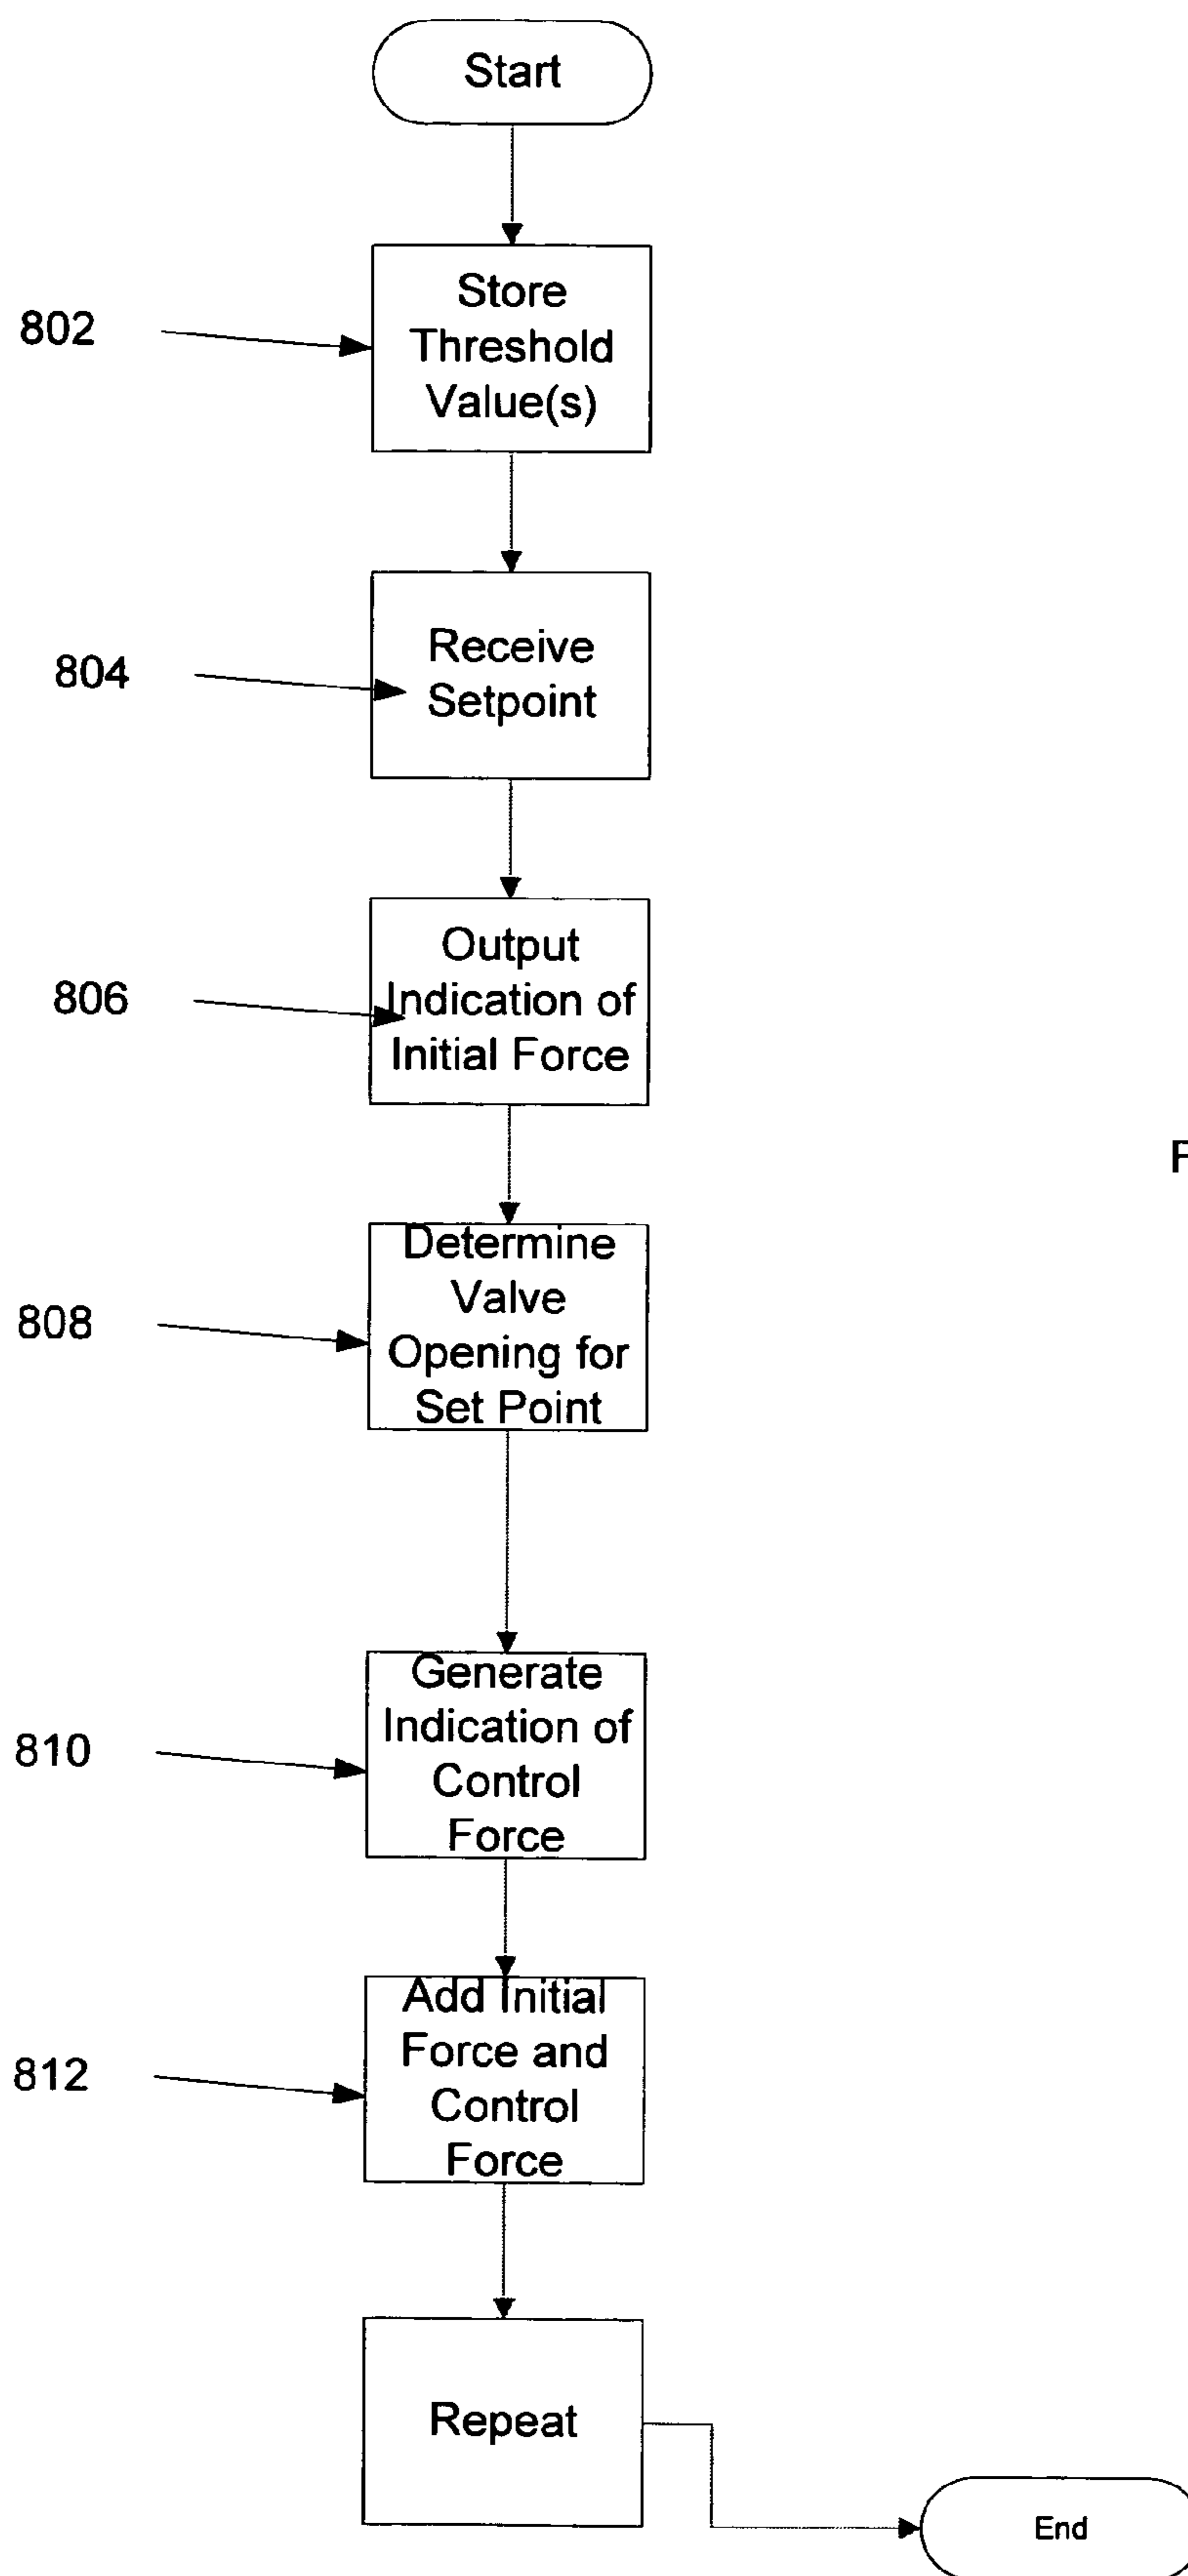 Start
802
Store
Threshold
Value(s)
804
Receive
Setpoint
806
Output
Indication of
Initial Force
F
808
Determine
Valve
Opening for
Set Point
810
Generate
Indication of
Control
Force
812
Add Initial
Force and
Control
Force
Repeat
End